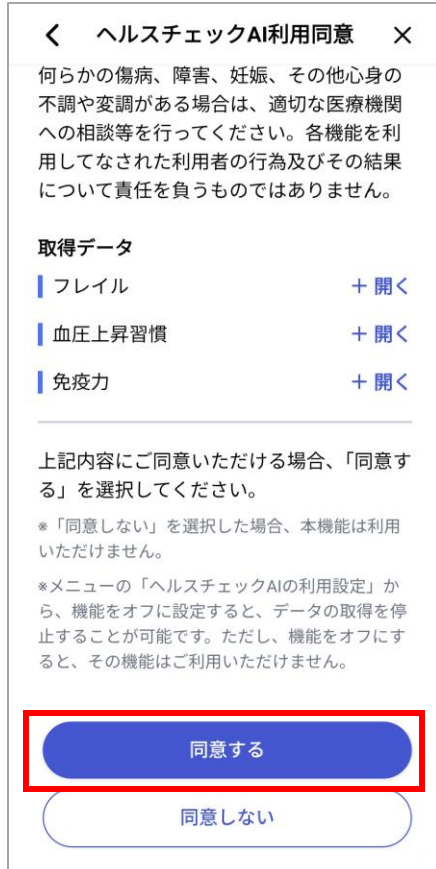 ヘルスチェックAI利用同意
何らかの傷病、障害、妊娠、その他心身の
不調や変調がある場合は、適切な医療機関
への相談等を行ってください。各機能を利
用してなされた利用者の行為及びその結果
について責任を負うものではありません。
取得データ
フレイル ＋ 開く
血圧上昇習慣 ＋ 開く
免疫力 ＋ 開く
上記内容にご同意いただける場合、「同意す
る」を選択してください。
※「同意しない」を選択した場合、本機能は利用
いただけません。
※メニューの「ヘルスチェックAIの利用設定」か
ら、機能をオフに設定すると、データの取得を停
止することが可能です。ただし、機能をオフにす
ると、その機能はご利用いただけません。
同意する
同意しない